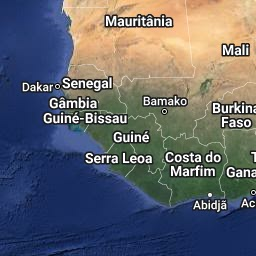 Mauritânia
Mali
Dakar
Senegal
Gâmbia
Bamako
Guiné-Bissau
Burkina
Faso
Guiné
Serra Leoa
Costa do
Marfim
T
Gana
Abidjã
Ac